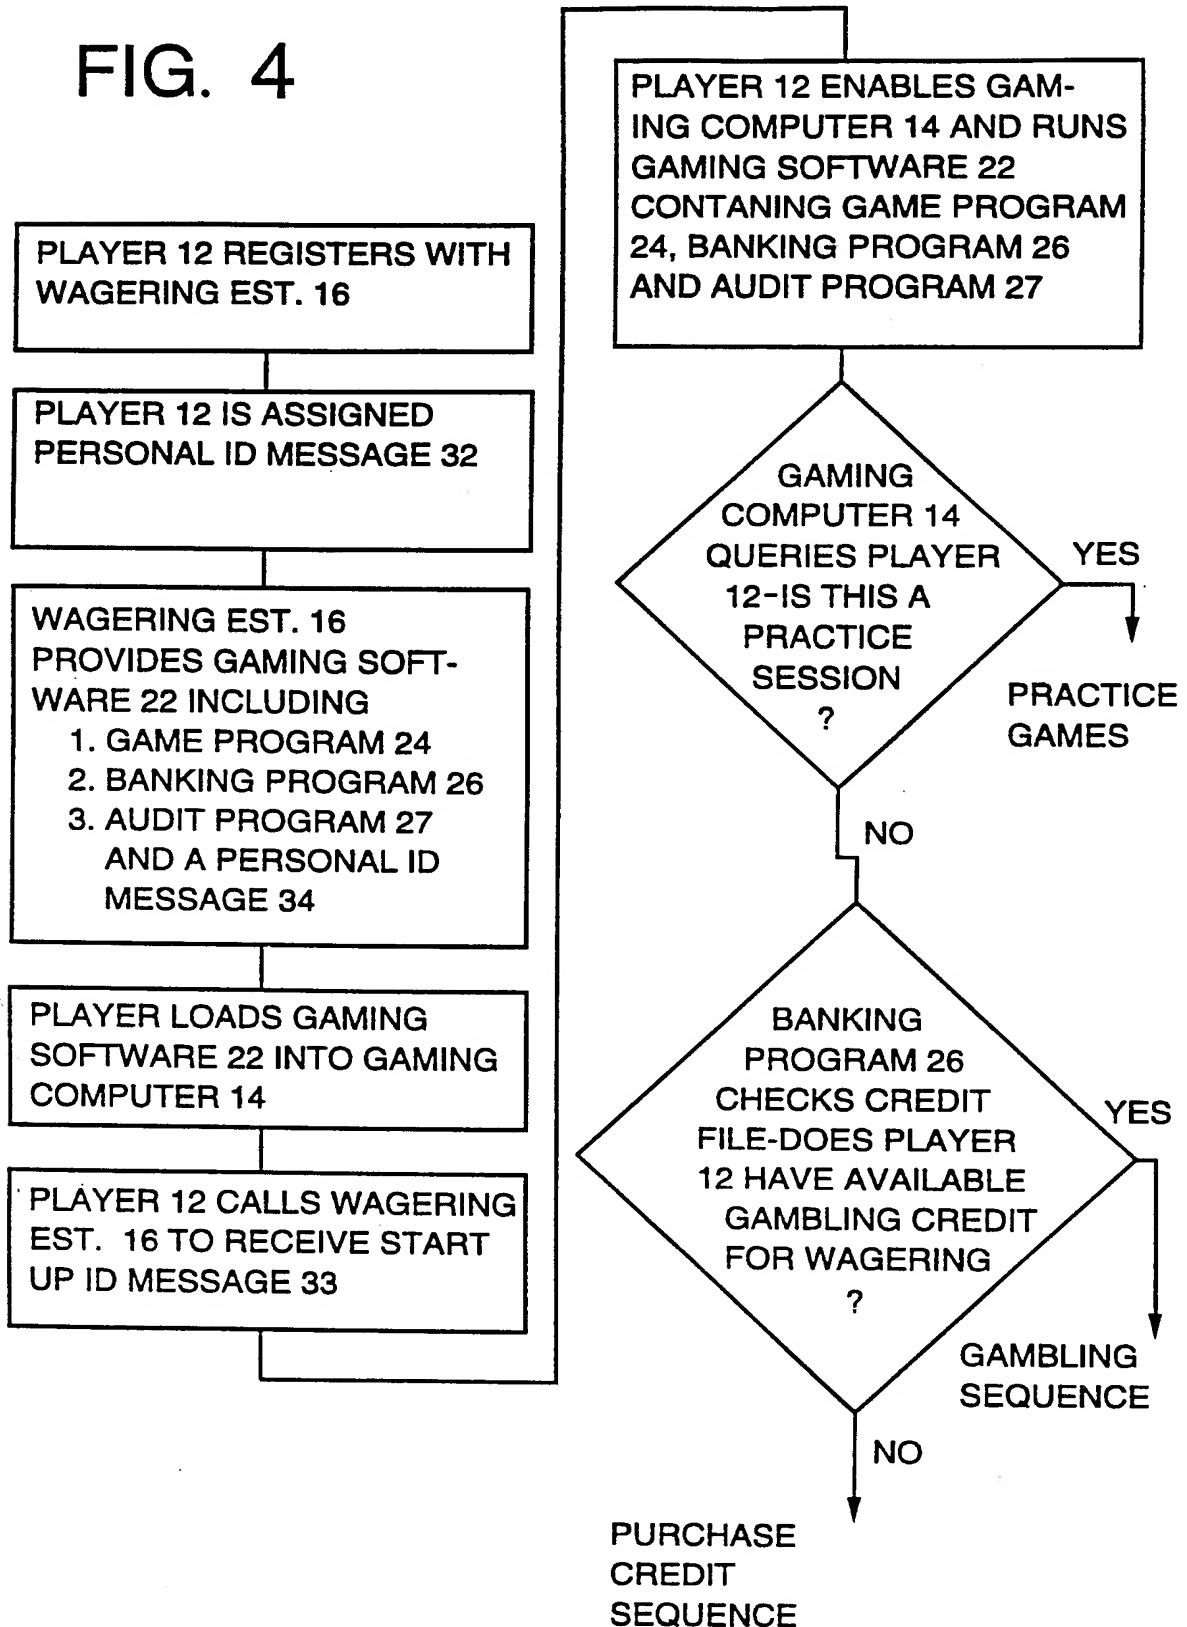 FIG. 4
PLAYER 12 REGISTERS WITH
WAGERING EST. 16
PLAYER 12 IS ASSIGNED
PERSONAL ID MESSAGE 32
WAGERING EST. 16
PROVIDES GAMING SOFT-
WARE 22 INCLUDING
1. GAME PROGRAM 24
2. BANKING PROGRAM 26
3. AUDIT PROGRAM 27
AND A PERSONAL ID
MESSAGE 34
PLAYER LOADS GAMING
SOFTWARE 22 INTO GAMING
COMPUTER 14
PLAYER 12 CALLS WAGERING
EST. 16 TO RECEIVE START
UP ID MESSAGE 33
PLAYER 12 ENABLES GAM-
ING COMPUTER 14 AND RUNS
GAMING SOFTWARE 22
CONTANING GAME PROGRAM
24, BANKING PROGRAM 26
AND AUDIT PROGRAM 27
GAMING
COMPUTER 14
QUERIES PLAYER
12-IS THIS A
PRACTICE
SESSION
?
YES
PRACTICE
GAMES
NO
BANKING
PROGRAM 26
CHECKS CREDIT
FILE-DOES PLAYER
12 HAVE AVAILABLE
GAMBLING CREDIT
FOR WAGERING
?
YES
GAMBLING
SEQUENCE
NO
PURCHASE
CREDIT
SEQUENCE